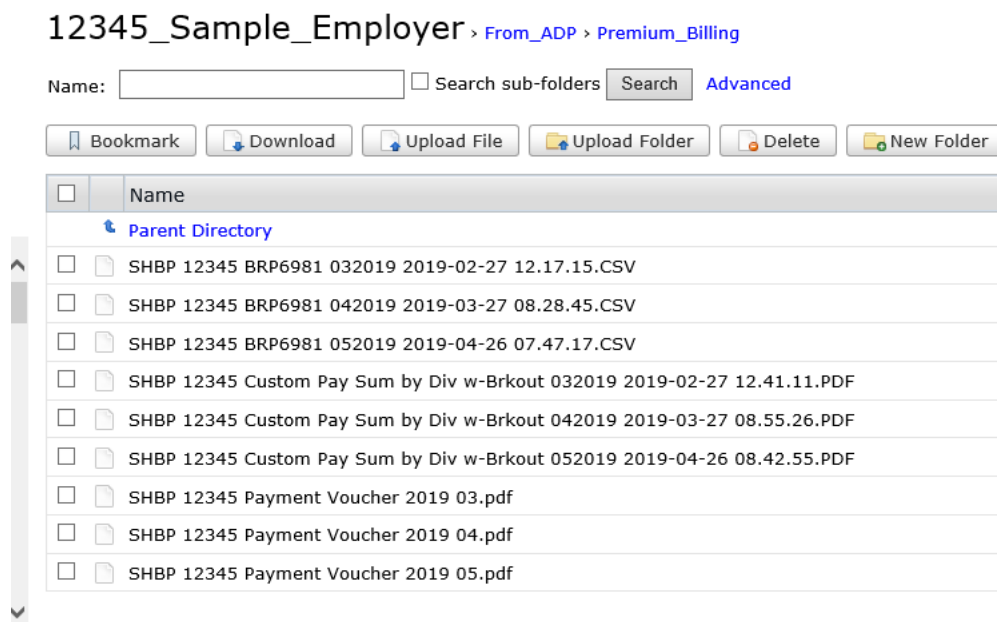 12345_Sample_Employer › From_ADP › Premium_Billing
Name: Search sub-folders Search Advanced
Bookmark Download Upload File Upload Folder Delete New Folder
Name
Parent Directory
SHBP 12345 BRP6981 032019 2019-02-27 12.17.15.CSV
SHBP 12345 BRP6981 042019 2019-03-27 08.28.45.CSV
SHBP 12345 BRP6981 052019 2019-04-26 07.47.17.CSV
SHBP 12345 Custom Pay Sum by Div w-Brkout 032019 2019-02-27 12.41.11.PDF
SHBP 12345 Custom Pay Sum by Div w-Brkout 042019 2019-03-27 08.55.26.PDF
SHBP 12345 Custom Pay Sum by Div w-Brkout 052019 2019-04-26 08.42.55.PDF
SHBP 12345 Payment Voucher 2019 03.pdf
SHBP 12345 Payment Voucher 2019 04.pdf
SHBP 12345 Payment Voucher 2019 05.pdf